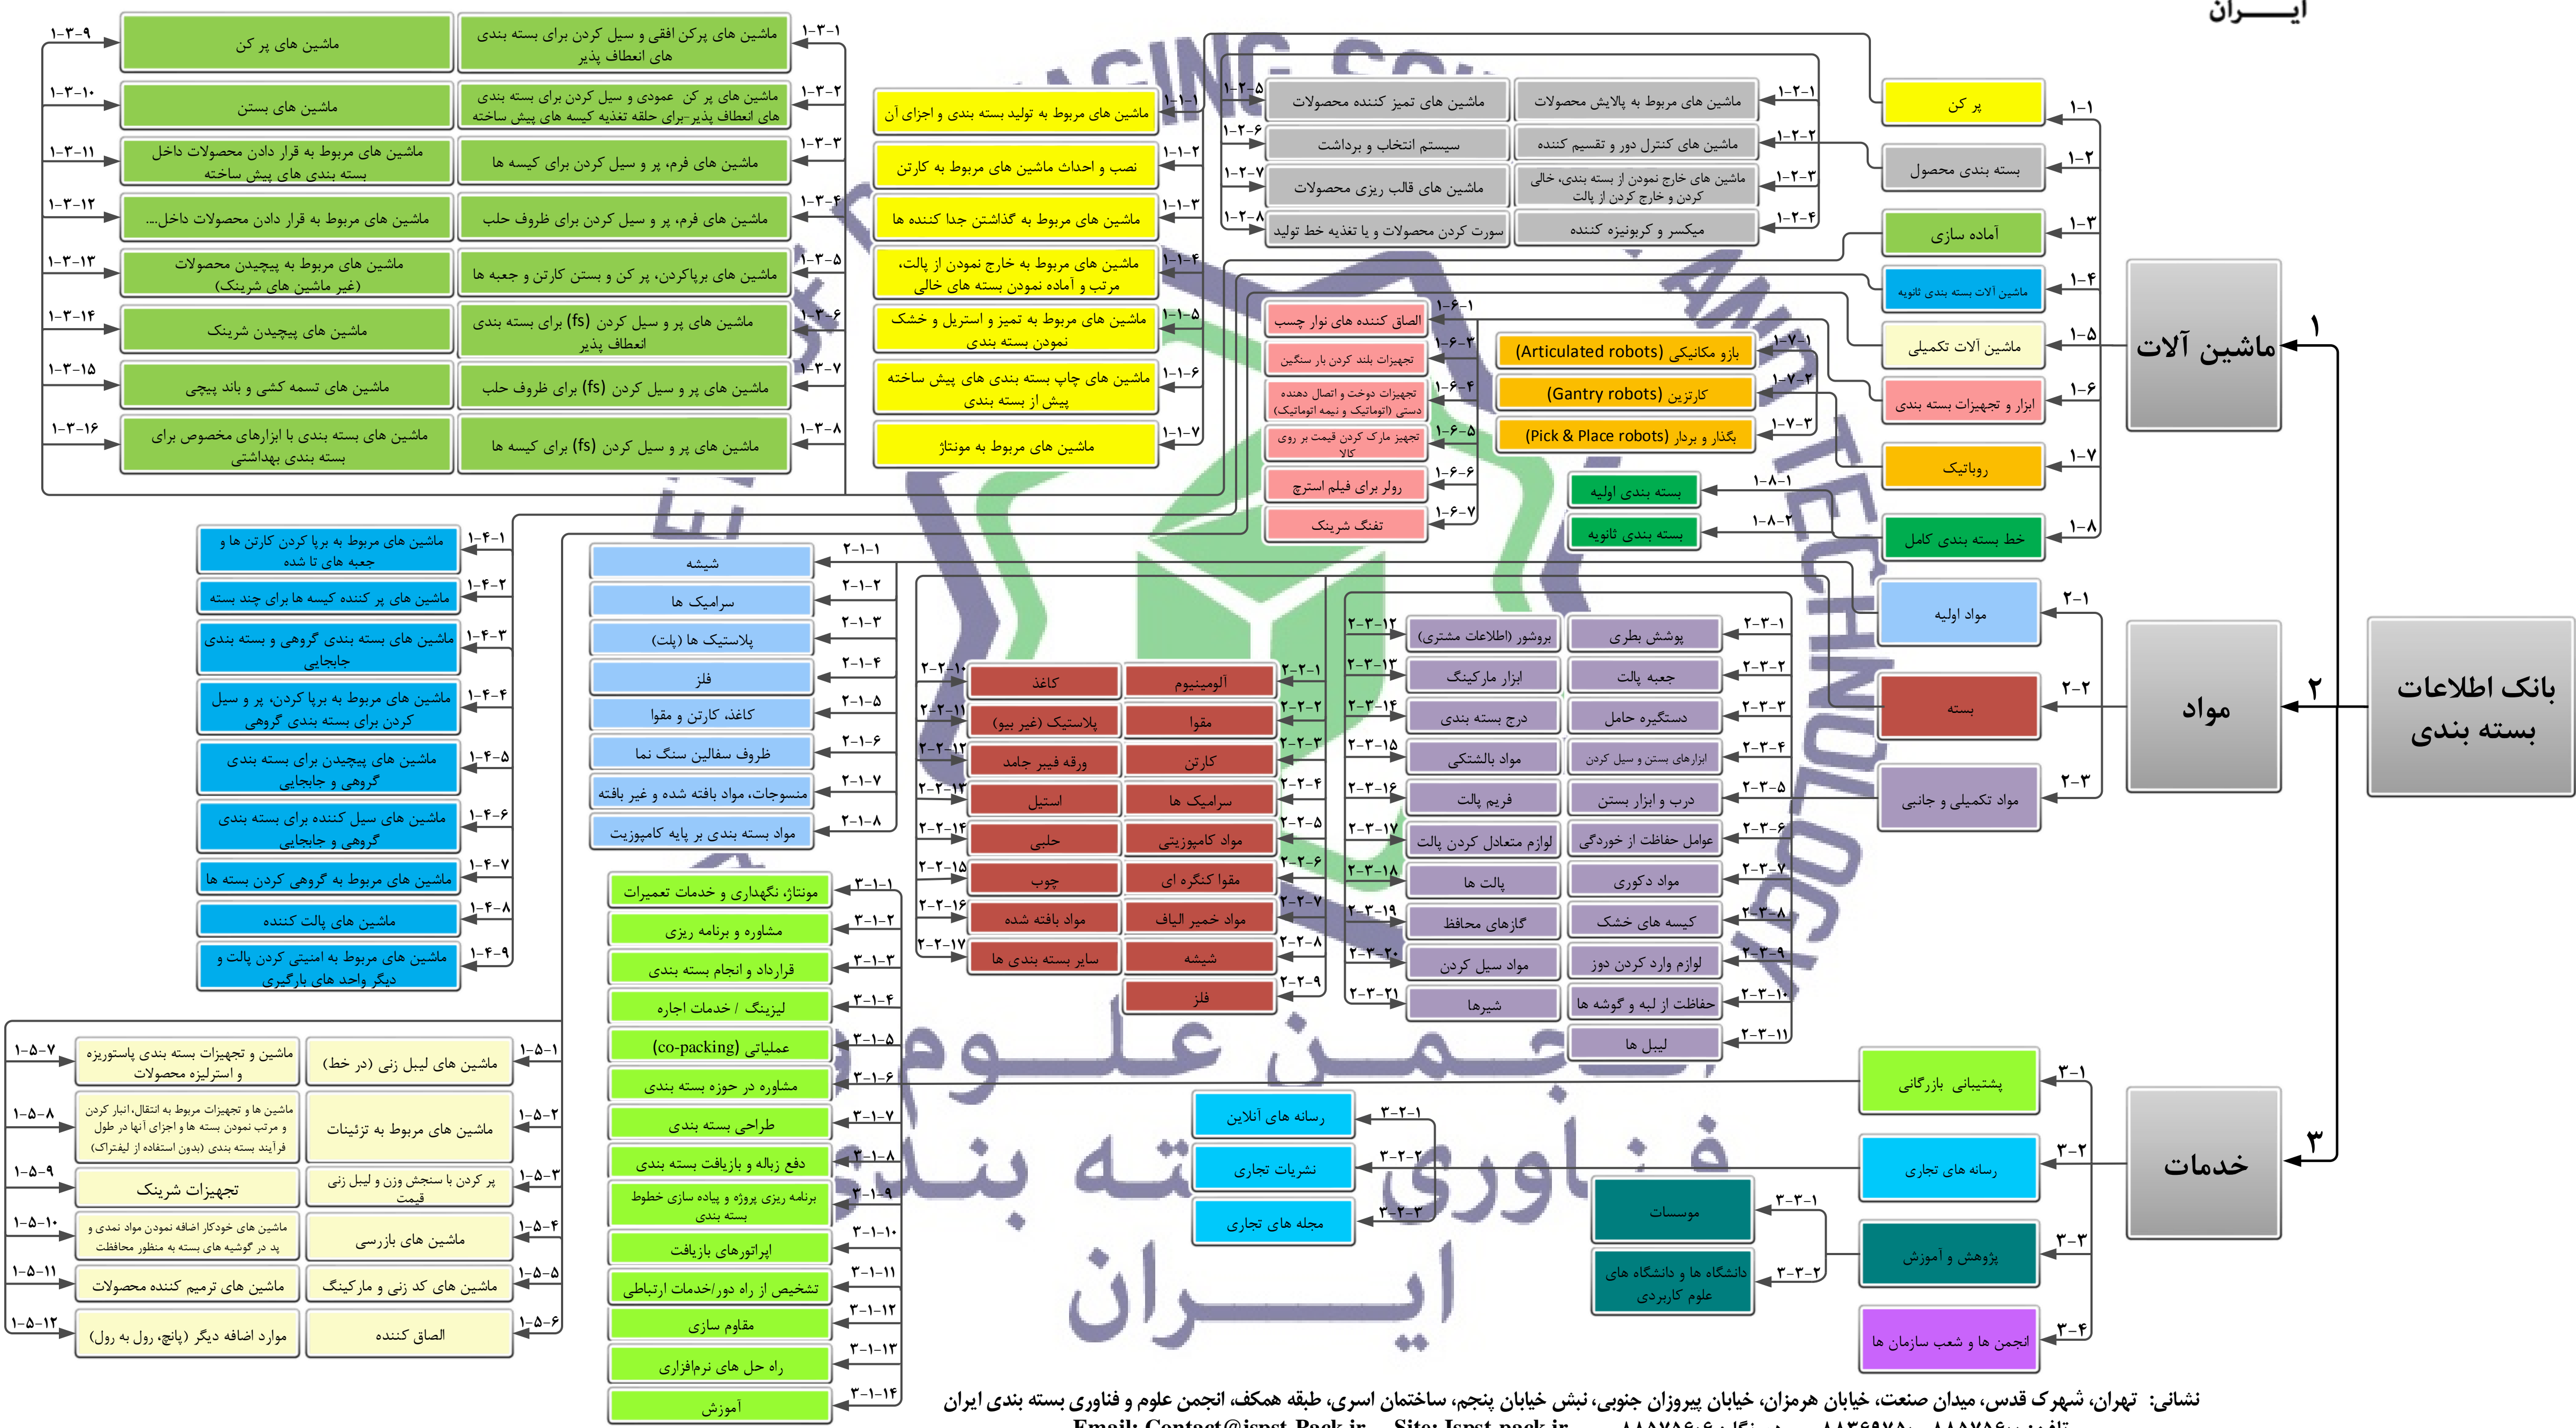 ایــــران
بانک اطلاعات
بسته بندی
۱
ماشین آلات
۱-۱
پر کن
۱-۱-۱
ماشین های مربوط به تولید بسته بندی و اجزای آن
۱-۱-۲
نصب و احداث ماشین های مربوط به کارتن
۱-۱-۳
ماشین های مربوط به گذاشتن جدا کننده ها
۱-۱-۴
ماشین های مربوط به خارج نمودن از پالت،
مرتب و آماده نمودن بسته های خالی
۱-۱-۵
ماشین های مربوط به تمیز و استریل و خشک
نمودن بسته بندی
۱-۱-۶
ماشین های چاپ بسته بندی های پیش ساخته
پیش از بسته بندی
۱-۱-۷
ماشین های مربوط به مونتاژ
۱-۲
بسته بندی محصول
۱-۲-۱
ماشین های مربوط به پالایش محصولات
۱-۲-۲
ماشین های کنترل دور و تقسیم کننده
۱-۲-۳
ماشین های خارج نمودن از بسته بندی، خالی
کردن و خارج کردن از پالت
۱-۲-۴
میکسر و کربونیزه کننده
۱-۲-۵
ماشین های تمیز کننده محصولات
۱-۲-۶
سیستم انتخاب و برداشت
۱-۲-۷
ماشین های قالب ریزی محصولات
۱-۲-۸
سورت کردن محصولات و یا تغذیه خط تولید
۱-۳
آماده سازی
۱-۳-۱
ماشین های پرکن افقی و سیل کردن برای بسته بندی
های انعطاف پذیر
۱-۳-۲
ماشین های پر کن عمودی و سیل کردن برای بسته بندی
های انعطاف پذیر-برای حلقه تغذیه کیسه های پیش ساخته
۱-۳-۳
ماشین های فرم، پر و سیل کردن برای کیسه ها
۱-۳-۴
ماشین های فرم، پر و سیل کردن برای ظروف حلب
۱-۳-۵
ماشین های برپاکردن، پر کن و بستن کارتن و جعبه ها
۱-۳-۶
ماشین های پر و سیل کردن (fs) برای بسته بندی
انعطاف پذیر
۱-۳-۷
ماشین های پر و سیل کردن (fs) برای ظروف حلب
۱-۳-۸
ماشین های پر و سیل کردن (fs) برای کیسه ها
۱-۳-۹
ماشین های پر کن
۱-۳-۱۰
ماشین های بستن
۱-۳-۱۱
ماشین های مربوط به قرار دادن محصولات داخل
بسته بندی های پیش ساخته
۱-۳-۱۲
ماشین های مربوط به قرار دادن محصولات داخل....
۱-۳-۱۳
ماشین های مربوط به پیچیدن محصولات
(غیر ماشین های شرینک)
۱-۳-۱۴
ماشین های پیچیدن شرینک
۱-۳-۱۵
ماشین های تسمه کشی و باند پیچی
۱-۳-۱۶
ماشین های بسته بندی با ابزارهای مخصوص برای
بسته بندی بهداشتی
۱-۴
ماشین آلات بسته بندی ثانویه
۱-۴-۱
ماشین های مربوط به برپا کردن کارتن ها و
جعبه های تا شده
۱-۴-۲
ماشین های پر کننده کیسه ها برای چند بسته
۱-۴-۳
ماشین های بسته بندی گروهی و بسته بندی
جابجایی
۱-۴-۴
ماشین های مربوط به برپا کردن، پر و سیل
کردن برای بسته بندی گروهی
۱-۴-۵
ماشین های پیچیدن برای بسته بندی
گروهی و جابجایی
۱-۴-۶
ماشین های سیل کننده برای بسته بندی
گروهی و جابجایی
۱-۴-۷
ماشین های مربوط به گروهی کردن بسته ها
۱-۴-۸
ماشین های پالت کننده
۱-۴-۹
ماشین های مربوط به امنیتی کردن پالت و
دیگر واحد های بارگیری
۱-۵
ماشین آلات تکمیلی
۱-۵-۱
ماشین های لیبل زنی (در خط)
۱-۵-۲
ماشین های مربوط به تزئینات
۱-۵-۳
پر کردن با سنجش وزن و لیبل زنی
قیمت
۱-۵-۴
ماشین های بازرسی
۱-۵-۵
ماشین های کد زنی و مارکینگ
۱-۵-۶
الصاق کننده
۱-۵-۷
ماشین و تجهیزات بسته بندی پاستوریزه
و استرلیزه محصولات
۱-۵-۸
ماشین ها و تجهیزات مربوط به انتقال، انبار کردن
و مرتب نمودن بسته ها و اجزای آنها در طول
فرآیند بسته بندی (بدون استفاده از لیفتراک)
۱-۵-۹
تجهیزات شرینک
۱-۵-۱۰
ماشین های خودکار اضافه نمودن مواد نمدی و
پد در گوشیه های بسته به منظور محافظت
۱-۵-۱۱
ماشین های ترمیم کننده محصولات
۱-۵-۱۲
موارد اضافه دیگر (پانچ، رول به رول)
۱-۶
ابزار و تجهیزات بسته بندی
۱-۶-۱
الصاق کننده های نوار چسب
۱-۶-۳
تجهیزات بلند کردن بار سنگین
۱-۶-۴
تجهیزات دوخت و اتصال دهنده
دستی (اتوماتیک و نیمه اتوماتیک)
۱-۶-۵
تجهیز مارک کردن قیمت بر روی
کالا
۱-۶-۶
رولر برای فیلم استرچ
۱-۶-۷
تفنگ شرینک
۱-۷
روباتیک
۱-۷-۱
بازو مکانیکی (Articulated robots)
۱-۷-۲
کارتزین (Gantry robots)
۱-۷-۳
بگذار و بردار (Pick & Place robots)
۱-۸
خط بسته بندی کامل
۱-۸-۱
بسته بندی اولیه
۱-۸-۲
بسته بندی ثانویه
۲
مواد
۲-۱
مواد اولیه
۲-۱-۱
شیشه
۲-۱-۲
سرامیک ها
۲-۱-۳
پلاستیک ها (پلت)
۲-۱-۴
فلز
۲-۱-۵
کاغذ، کارتن و مقوا
۲-۱-۶
ظروف سفالین سنگ نما
۲-۱-۷
منسوجات، مواد بافته شده و غیر بافته
۲-۱-۸
مواد بسته بندی بر پایه کامپوزیت
۲-۲
بسته
۲-۲-۱
آلومینیوم
۲-۲-۲
مقوا
۲-۲-۳
کارتن
۲-۲-۴
سرامیک ها
۲-۲-۵
مواد کامپوزیتی
۲-۲-۶
مقوا کنگره ای
۲-۲-۷
مواد خمیر الیاف
۲-۲-۸
شیشه
۲-۲-۹
فلز
۲-۲-۱۰
کاغذ
۲-۲-۱۱
پلاستیک (غیر بیو)
۲-۲-۱۲
ورقه فیبر جامد
۲-۲-۱۳
استیل
۲-۲-۱۴
حلبی
۲-۲-۱۵
چوب
۲-۲-۱۶
مواد بافته شده
۲-۲-۱۷
سایر بسته بندی ها
۲-۳
مواد تکمیلی و جانبی
۲-۳-۱
پوشش بطری
۲-۳-۲
جعبه پالت
۲-۳-۳
دستگیره حامل
۲-۳-۴
ابزارهای بستن و سیل کردن
۲-۳-۵
درب و ابزار بستن
۲-۳-۶
عوامل حفاظت از خوردگی
۲-۳-۷
مواد دکوری
۲-۳-۸
کیسه های خشک
۲-۳-۹
لوازم وارد کردن دوز
۲-۳-۱۰
حفاظت از لبه و گوشه ها
۲-۳-۱۱
لیبل ها
۲-۳-۱۲
بروشور (اطلاعات مشتری)
۲-۳-۱۳
ابزار مارکینگ
۲-۳-۱۴
درج بسته بندی
۲-۳-۱۵
مواد بالشتکی
۲-۳-۱۶
فریم پالت
۲-۳-۱۷
لوازم متعادل کردن پالت
۲-۳-۱۸
پالت ها
۲-۳-۱۹
گازهای محافظ
۲-۳-۲۰
مواد سیل کردن
۲-۳-۲۱
شیرها
۳
خدمات
۳-۱
پشتیبانی بازرگانی
۳-۱-۱
مونتاژ، نگهداری و خدمات تعمیرات
۳-۱-۲
مشاوره و برنامه ریزی
۳-۱-۳
قرارداد و انجام بسته بندی
۳-۱-۴
لیزینگ / خدمات اجاره
۳-۱-۵
عملیاتی (co-packing)
۳-۱-۶
مشاوره در حوزه بسته بندی
۳-۱-۷
طراحی بسته بندی
۳-۱-۸
دفع زباله و بازیافت بسته بندی
۳-۱-۹
برنامه ریزی پروژه و پیاده سازی خطوط
بسته بندی
۳-۱-۱۰
اپراتورهای بازیافت
۳-۱-۱۱
تشخیص از راه دور/خدمات ارتباطی
۳-۱-۱۲
مقاوم سازی
۳-۱-۱۳
راه حل های نرم‌افزاری
۳-۱-۱۴
آموزش
۳-۲
رسانه های تجاری
۳-۲-۱
رسانه های آنلاین
۳-۲-۲
نشریات تجاری
۳-۲-۳
مجله های تجاری
۳-۳
پژوهش و آموزش
۳-۳-۱
موسسات
۳-۳-۲
دانشگاه ها و دانشگاه های
علوم کاربردی
۳-۴
انجمن ها و شعب سازمان ها
AND TECHNOLOGY
ایــــران
نشانی: تهران، شهرک قدس، میدان صنعت، خیابان هرمزان، خیابان پیروزان جنوبی، نبش خیابان پنجم، ساختمان اسری، طبقه همکف، انجمن علوم و فناوری بسته بندی ایران
Email: Contact@ispst-Pack.ir Site: Ispst-pack.ir